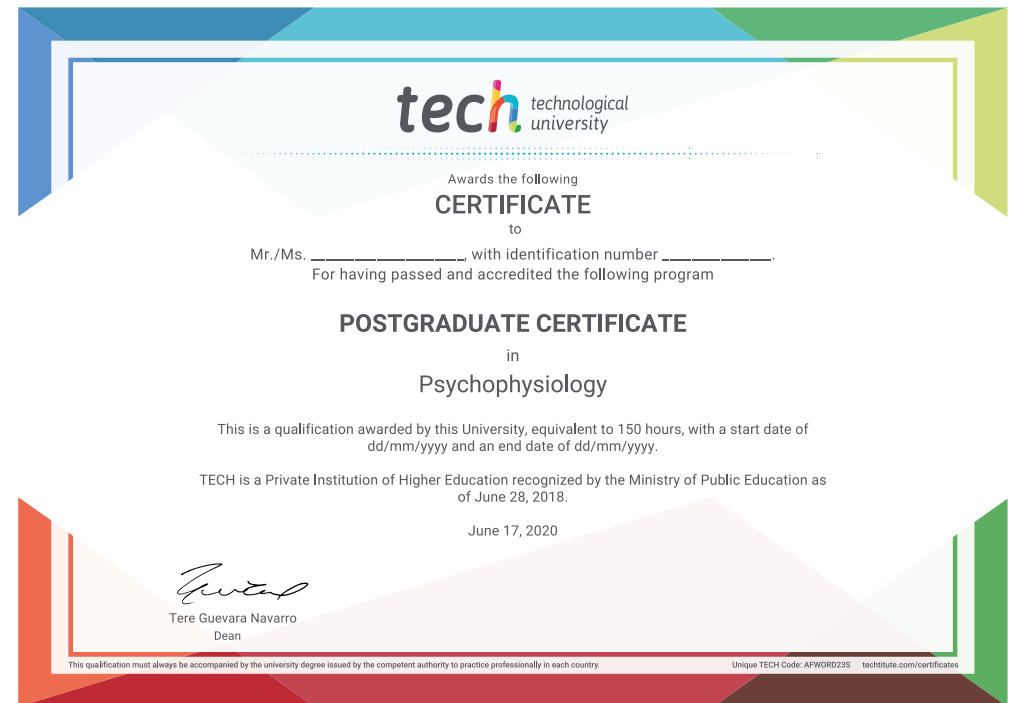 tech technological
university
Awards the following
CERTIFICATE
to
Mr./Ms. ______________, with identification number __________.
For having passed and accredited the following program
POSTGRADUATE CERTIFICATE
in
Psychophysiology
This is a qualification awarded by this University, equivalent to 150 hours, with a start date of
dd/mm/yyyy and an end date of dd/mm/yyyy.
TECH is a Private Institution of Higher Education recognized by the Ministry of Public Education as
of June 28, 2018.
June 17, 2020
Tere Guevara Navarro
Dean
This qualification must always be accompanied by the university degree issued by the competent authority to practice professionally in each country.
Unique TECH Code: AFWORD23S techtitute.com/certificates